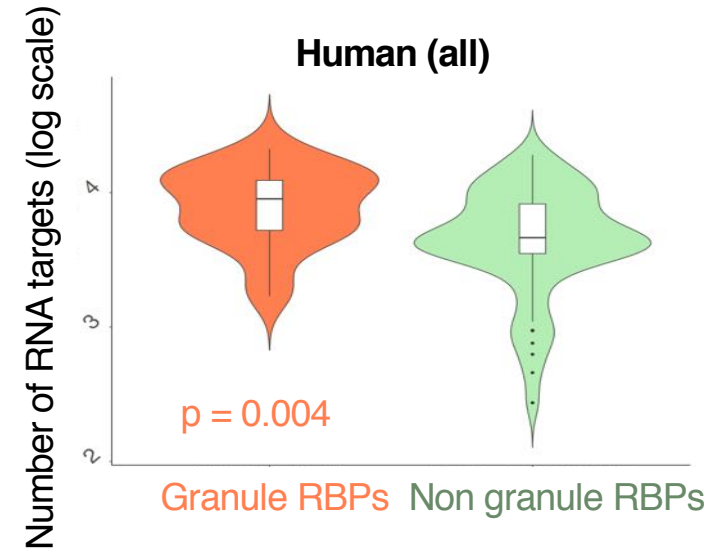 Human (all)
Number of RNA targets (log scale)
4
3
2
p = 0.004
Granule RBPs Non granule RBPs